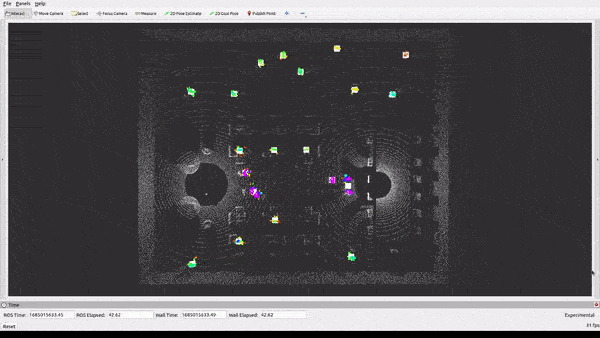 File Panels Help
Interact Move Camera Select Focus Camera Measure 2D Pose Estimate 2D Goal Pose Publish Point
Time
ROS Time: 1685015633.45 ROS Elapsed: 42.62 Wall Time: 1685015633.49 Wall Elapsed: 42.62 Experimental
Reset 31 fps